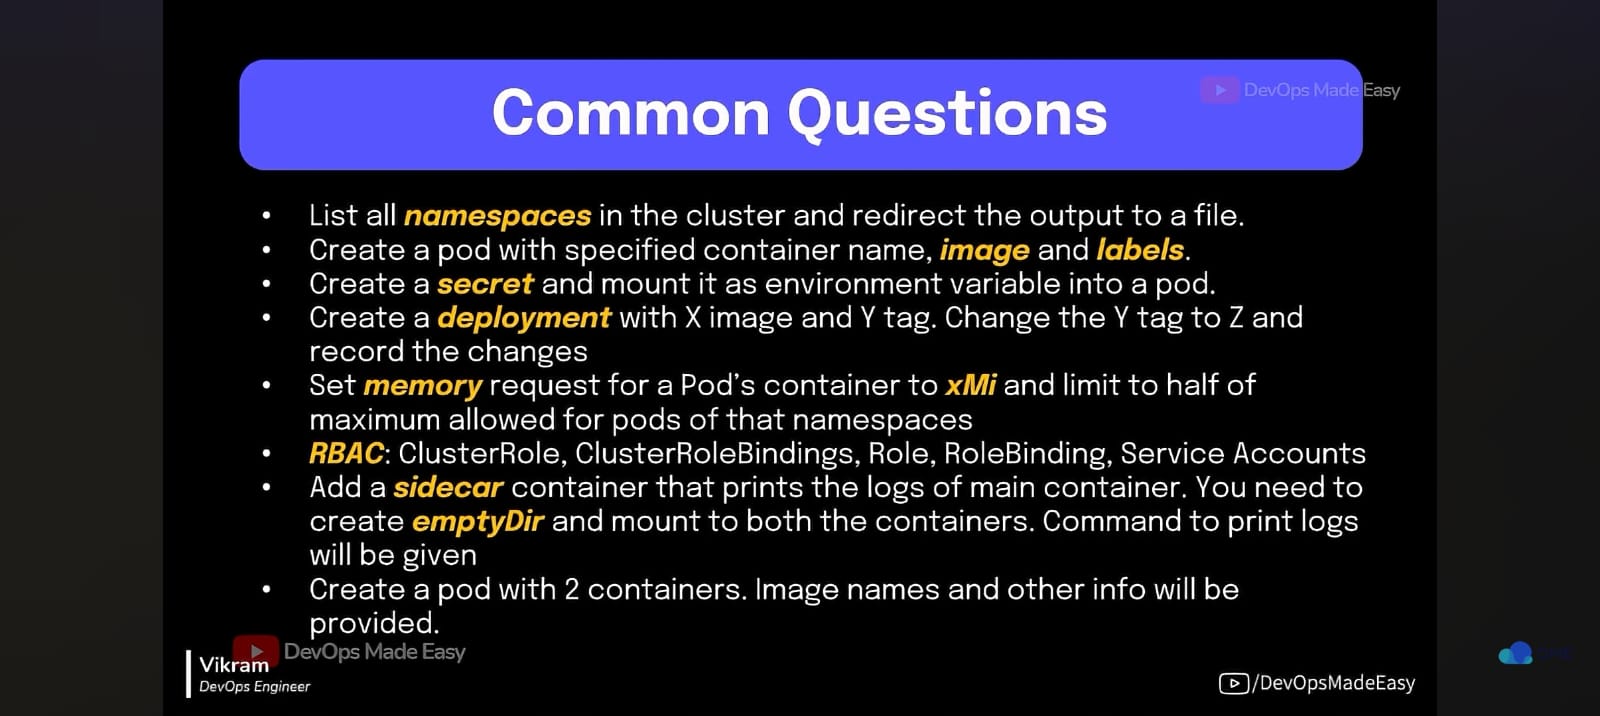 Common Questions
DevOps Made Easy
• List all namespaces in the cluster and redirect the output to a file.
• Create a pod with specified container name, image and labels.
• Create a secret and mount it as environment variable into a pod.
• Create a deployment with X image and Y tag. Change the Y tag to Z and
record the changes
• Set memory request for a Pod's container to xMi and limit to half of
maximum allowed for pods of that namespaces
• RBAC: ClusterRole, ClusterRoleBindings, Role, RoleBinding, Service Accounts
• Add a sidecar container that prints the logs of main container. You need to
create emptyDir and mount to both the containers. Command to print logs
will be given
• Create a pod with 2 containers. Image names and other info will be
provided.
DevOps Made Easy
Vikram
DevOps Engineer
/DevOpsMadeEasy